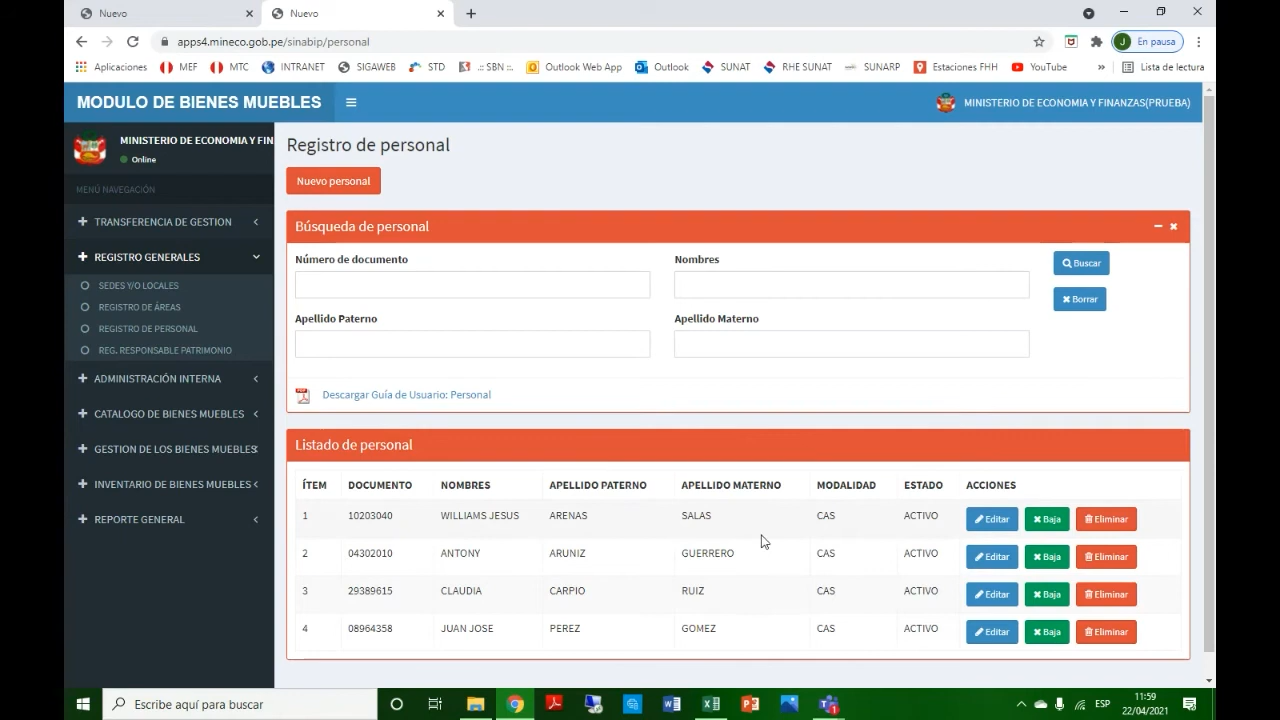 Nuevo
Nuevo
apps4.mineco.gob.pe/sinabip/personal
J En pausa
Aplicaciones MEF MTC INTRANET SIGAWEB STD .:: SBN ::. Outlook Web App Outlook SUNAT RHE SUNAT SUNARP Estaciones FHH YouTube » Lista de lectura
MODULO DE BIENES MUEBLES
MINISTERIO DE ECONOMIA Y FINANZAS(PRUEBA)
MINISTERIO DE ECONOMIA Y FIN
Online
MENÚ NAVEGACIÓN
TRANSFERENCIA DE GESTION
REGISTRO GENERALES
SEDES Y/O LOCALES
REGISTRO DE ÁREAS
REGISTRO DE PERSONAL
REG. RESPONSABLE PATRIMONIO
ADMINISTRACIÓN INTERNA
CATALOGO DE BIENES MUEBLES
GESTION DE LOS BIENES MUEBLES
INVENTARIO DE BIENES MUEBLES
REPORTE GENERAL
Registro de personal
Nuevo personal
Búsqueda de personal
Número de documento
Nombres
Buscar
Borrar
Apellido Paterno
Apellido Materno
Descargar Guía de Usuario: Personal
Listado de personal
ÍTEM DOCUMENTO NOMBRES APELLIDO PATERNO APELLIDO MATERNO MODALIDAD ESTADO ACCIONES
1 10203040 WILLIAMS JESUS ARENAS SALAS CAS ACTIVO Editar Baja Eliminar
2 04302010 ANTONY ARUNIZ GUERRERO CAS ACTIVO Editar Baja Eliminar
3 29389615 CLAUDIA CARPIO RUIZ CAS ACTIVO Editar Baja Eliminar
4 08964358 JUAN JOSE PEREZ GOMEZ CAS ACTIVO Editar Baja Eliminar
Escribe aquí para buscar
ESP
11:59
22/04/2021